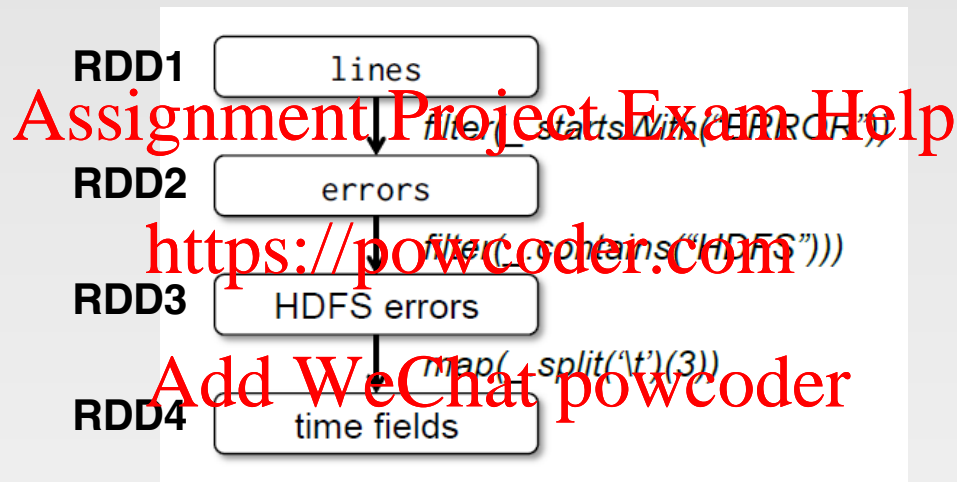 RDD1
lines
Assignment Project Exam Help
filter(_.startsWith("ERROR"))
RDD2
errors
https://powcoder.com
filter(_.contains(“HDFS”)))
RDD3
HDFS errors
Add WeChat powcoder
map(_.split(‘\t’)(3))
RDD4
time fields